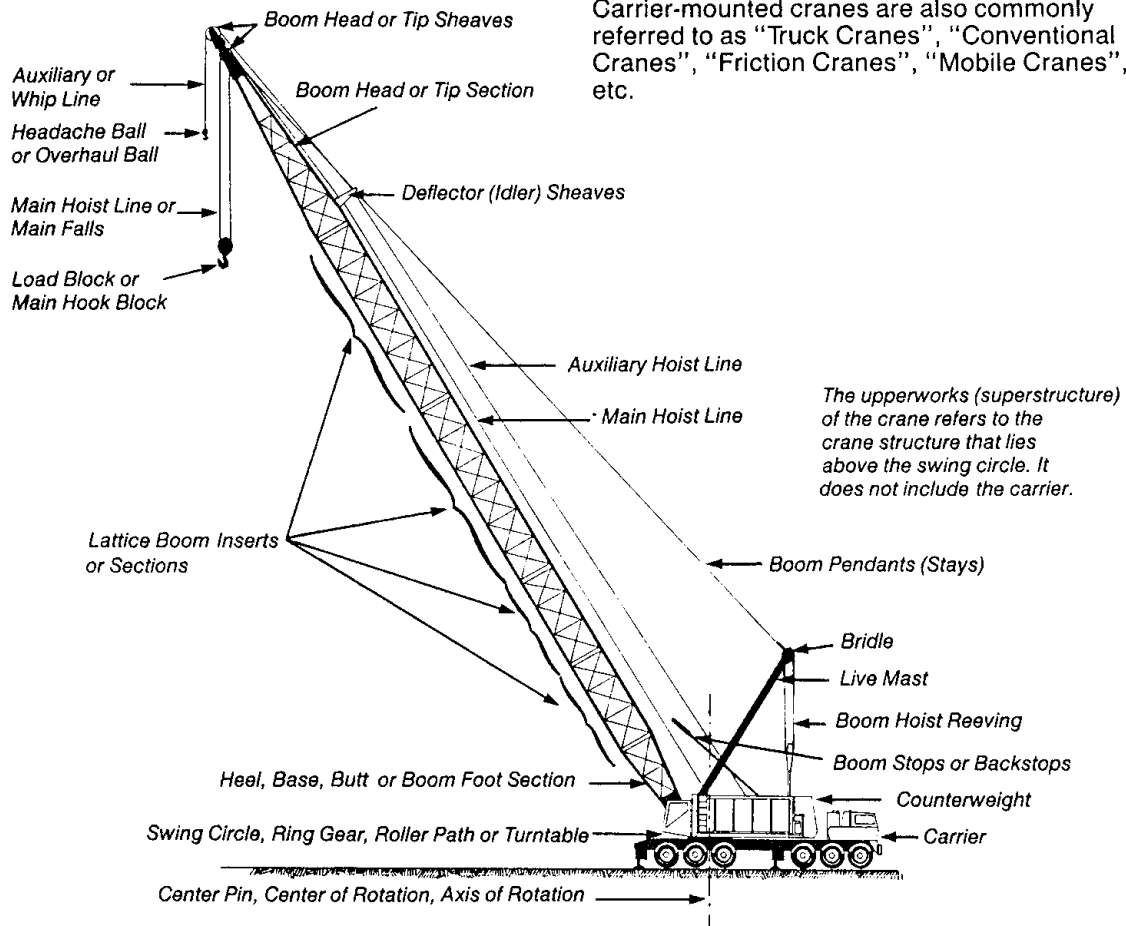 Boom Head or Tip Sheaves
Carrier-mounted cranes are also commonly
referred to as “Truck Cranes”, “Conventional
Cranes”, “Friction Cranes”, “Mobile Cranes”,
etc.
Auxiliary or
Whip Line
Boom Head or Tip Section
Headache Ball
or Overhaul Ball
Deflector (Idler) Sheaves
Main Hoist Line or
Main Falls
Load Block or
Main Hook Block
Auxiliary Hoist Line
Main Hoist Line
The upperworks (superstructure)
of the crane refers to the
crane structure that lies
above the swing circle. It
does not include the carrier.
Lattice Boom Inserts
or Sections
Boom Pendants (Stays)
Bridle
Live Mast
Boom Hoist Reeving
Boom Stops or Backstops
Heel, Base, Butt or Boom Foot Section
Counterweight
Swing Circle, Ring Gear, Roller Path or Turntable
Carrier
Center Pin, Center of Rotation, Axis of Rotation